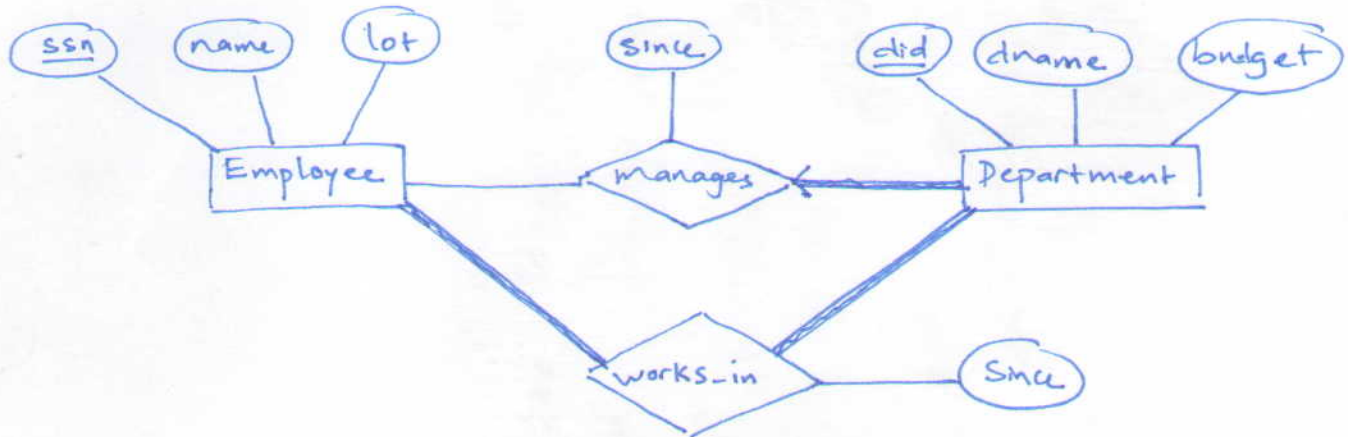 ssn name lot since did dname budget
Employee manages Department
works_in Since